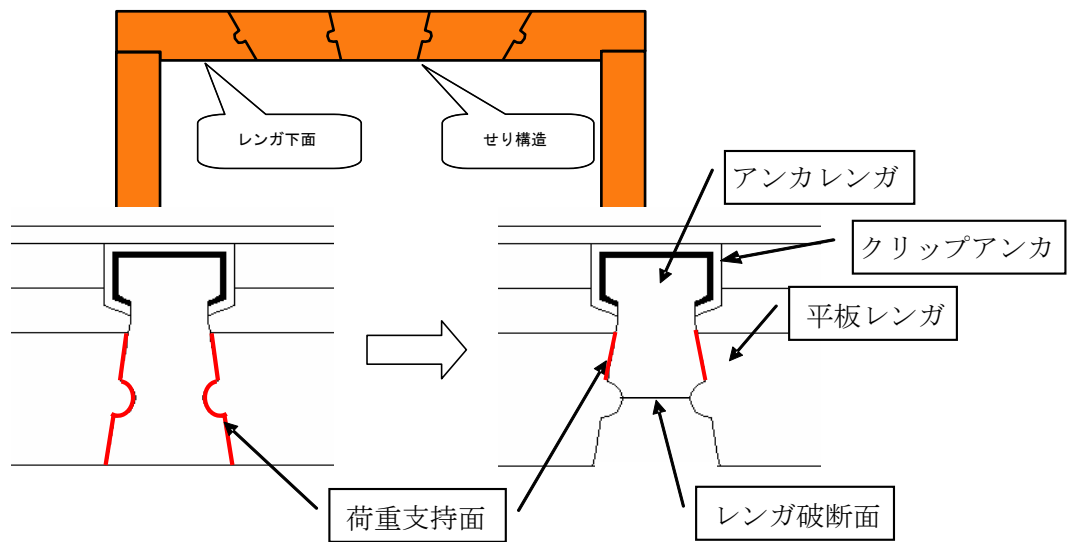 レンガ下面
せり構造
アンカレンガ
クリップアンカ
平板レンガ
荷重支持面
レンガ破断面